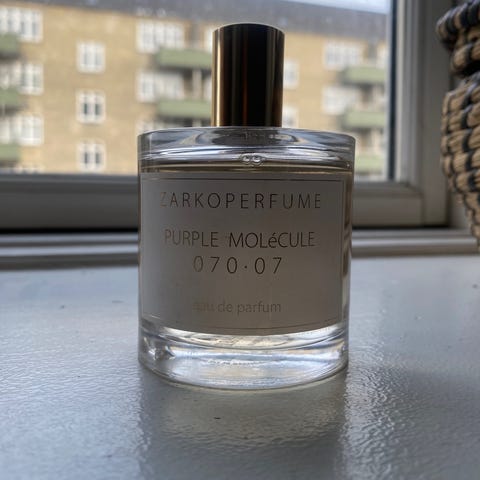 ZARKOPERFUME
PURPLE MOLéCULE
070·07
eau de parfum